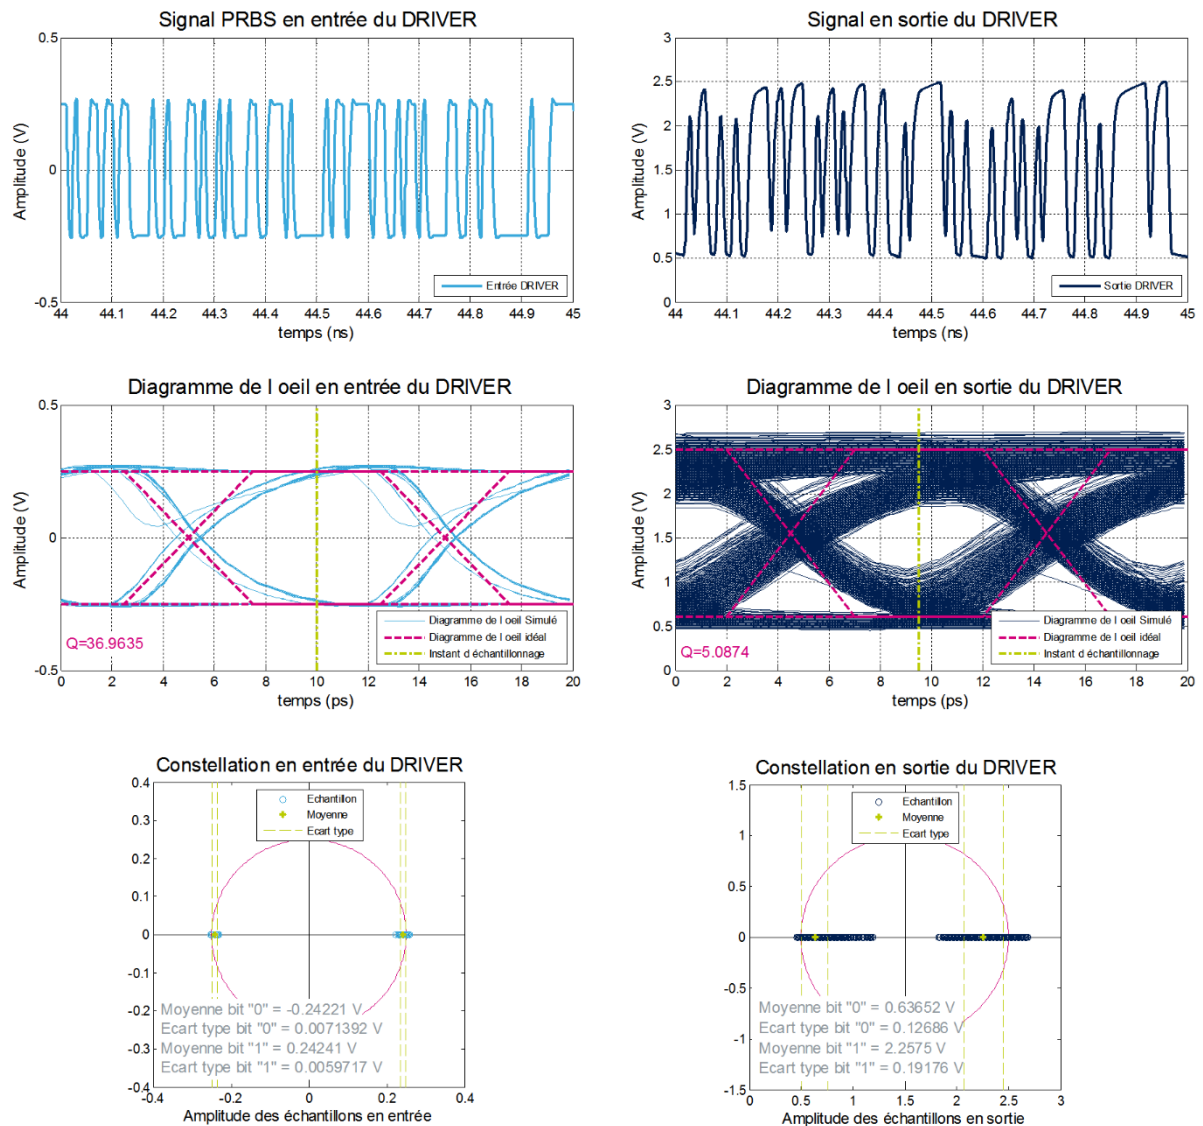 Signal PRBS en entrée du DRIVER
0.5
0
-0.5
Amplitude (V)
Entrée DRIVER
44 44.1 44.2 44.3 44.4 44.5 44.6 44.7 44.8 44.9 45
temps (ns)
Signal en sortie du DRIVER
3
2.5
2
1.5
1
0.5
0
Amplitude (V)
Sortie DRIVER
44 44.1 44.2 44.3 44.4 44.5 44.6 44.7 44.8 44.9 45
temps (ns)
Diagramme de l oeil en entrée du DRIVER
0.5
0
-0.5
Amplitude (V)
Q=36.9635
Diagramme de l oeil Simulé
Diagramme de l oeil idéal
Instant d échantillonnage
0 2 4 6 8 10 12 14 16 18 20
temps (ps)
Diagramme de l oeil en sortie du DRIVER
3
2.5
2
1.5
1
0.5
0
Amplitude (V)
Q=5.0874
Diagramme de l oeil Simulé
Diagramme de l oeil idéal
Instant d échantillonnage
0 2 4 6 8 10 12 14 16 18 20
temps (ps)
Constellation en entrée du DRIVER
0.4
0.3
0.2
0.1
0
-0.1
-0.2
-0.3
-0.4
Echantillon
Moyenne
Ecart type
Moyenne bit "0" = -0.24221 V
Ecart type bit "0" = 0.0071392 V
Moyenne bit "1" = 0.24241 V
Ecart type bit "1" = 0.0059717 V
-0.4 -0.2 0 0.2 0.4
Amplitude des échantillons en entrée
Constellation en sortie du DRIVER
1.5
1
0.5
0
-0.5
-1
-1.5
Echantillon
Moyenne
Ecart type
Moyenne bit "0" = 0.63652 V
Ecart type bit "0" = 0.12686 V
Moyenne bit "1" = 2.2575 V
Ecart type bit "1" = 0.19176 V
0 0.5 1 1.5 2 2.5 3
Amplitude des échantillons en sortie